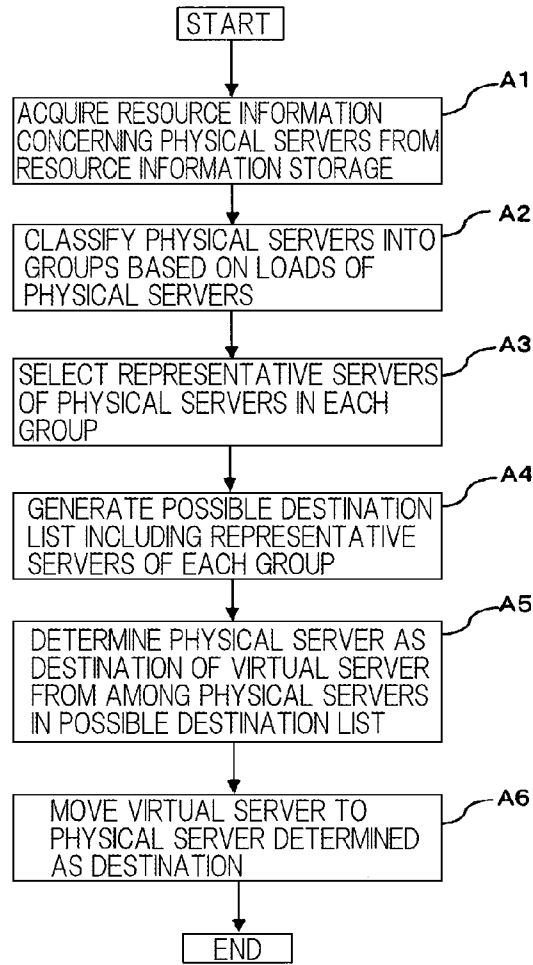 START
A1
ACQUIRE RESOURCE INFORMATION
CONCERNING PHYSICAL SERVERS FROM
RESOURCE INFORMATION STORAGE
A2
CLASSIFY PHYSICAL SERVERS INTO
GROUPS BASED ON LOADS OF
PHYSICAL SERVERS
A3
SELECT REPRESENTATIVE SERVERS
OF PHYSICAL SERVERS IN EACH
GROUP
A4
GENERATE POSSIBLE DESTINATION
LIST INCLUDING REPRESENTATIVE
SERVERS OF EACH GROUP
A5
DETERMINE PHYSICAL SERVER AS
DESTINATION OF VIRTUAL SERVER
FROM AMONG PHYSICAL SERVERS
IN POSSIBLE DESTINATION LIST
A6
MOVE VIRTUAL SERVER TO
PHYSICAL SERVER DETERMINED
AS DESTINATION
END